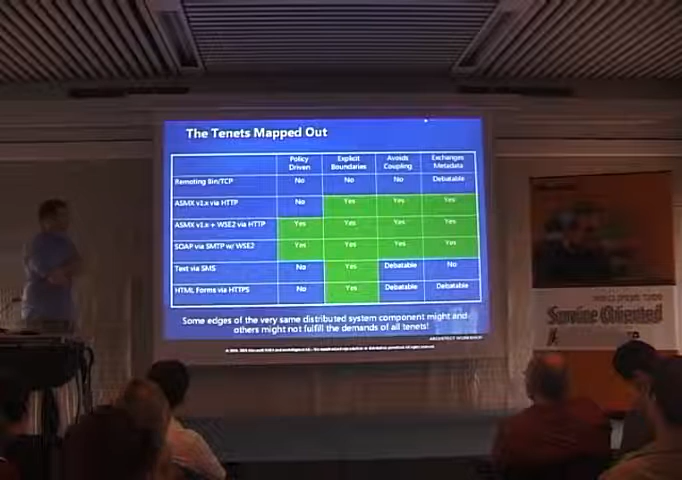 The Tenets Mapped Out
Policy Driven Explicit Boundaries Avoids Coupling Exchanges Metadata
Remoting Bin/TCP No No No Debatable
ASMX v1.x via HTTP No Yes Yes Yes
ASMX v1.x + WSE2 via HTTP Yes Yes Yes Yes
SOAP via SMTP w/ WSE2 Yes Yes Yes Yes
Text via SMS No Yes Debatable No
HTML Forms via HTTPS No Yes Debatable Debatable
Some edges of the very same distributed system component might and
others might not fulfill the demands of all tenets!
ARCHITECT WORKSHOP
Service Oriented